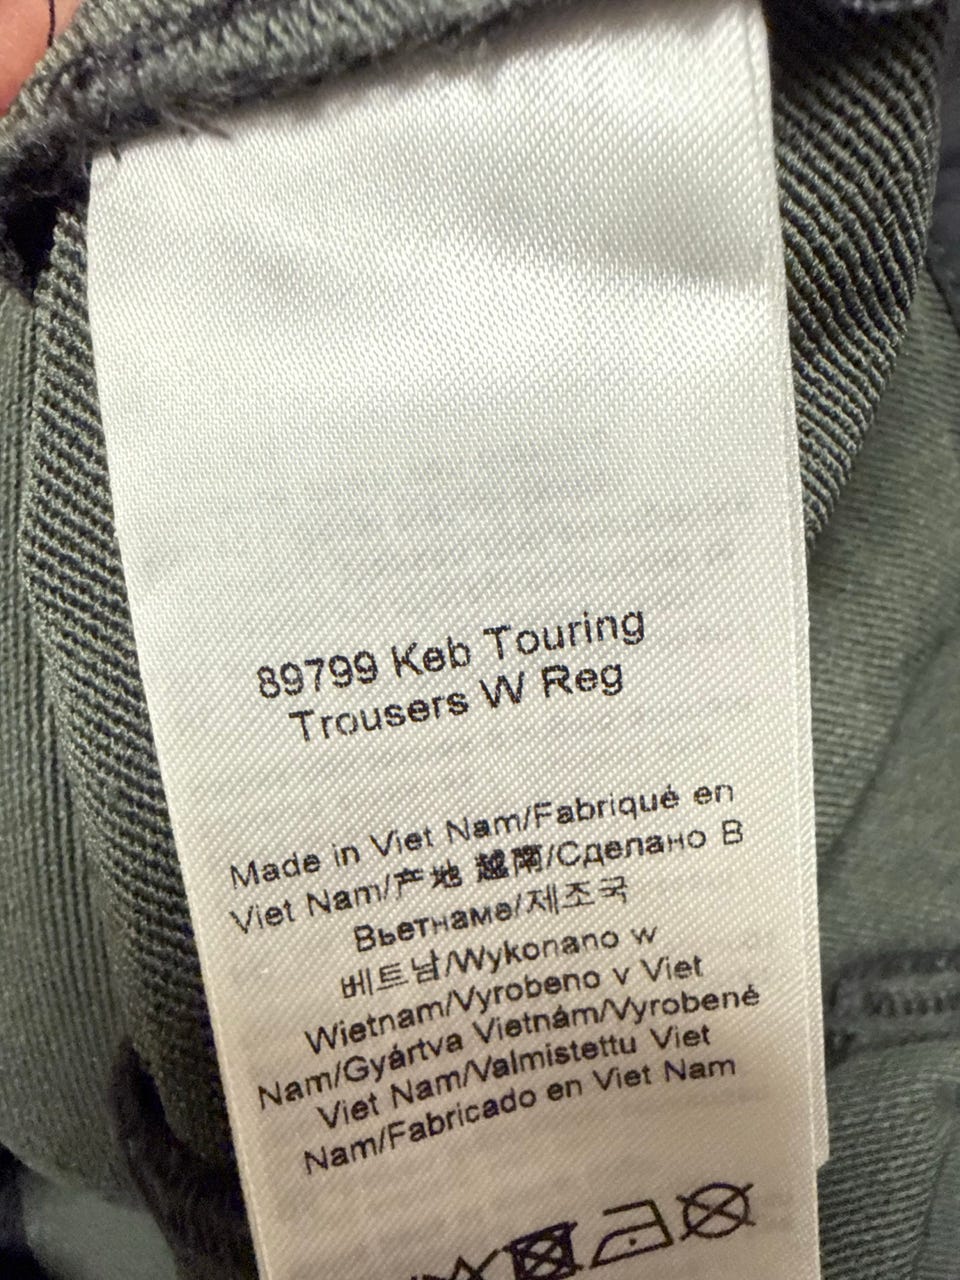 89799 Keb Touring
Trousers W Reg
Made in Viet Nam/Fabriqué en
Viet Nam/产地 越南/Сделано В
Вьетнаме/제조국
베트남/Wykonano w
Wietnam/Vyrobeno v Viet
Nam/Gyártva Vietnám/Vyrobené
Viet Nam/Valmistettu Viet
Nam/Fabricado en Viet Nam